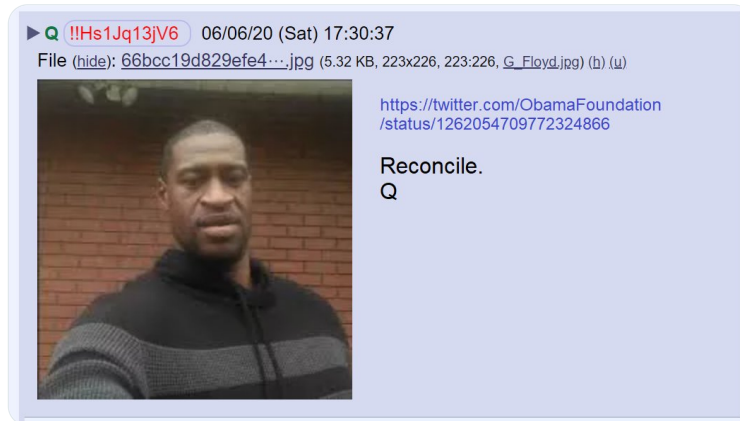 ▶ Q !!Hs1Jq13jV6 06/06/20 (Sat) 17:30:37
File (hide): 66bcc19d829efe4⋯.jpg (5.32 KB, 223x226, 223:226, G_Floyd.jpg) (h) (u)
https://twitter.com/ObamaFoundation
/status/1262054709772324866
Reconcile.
Q